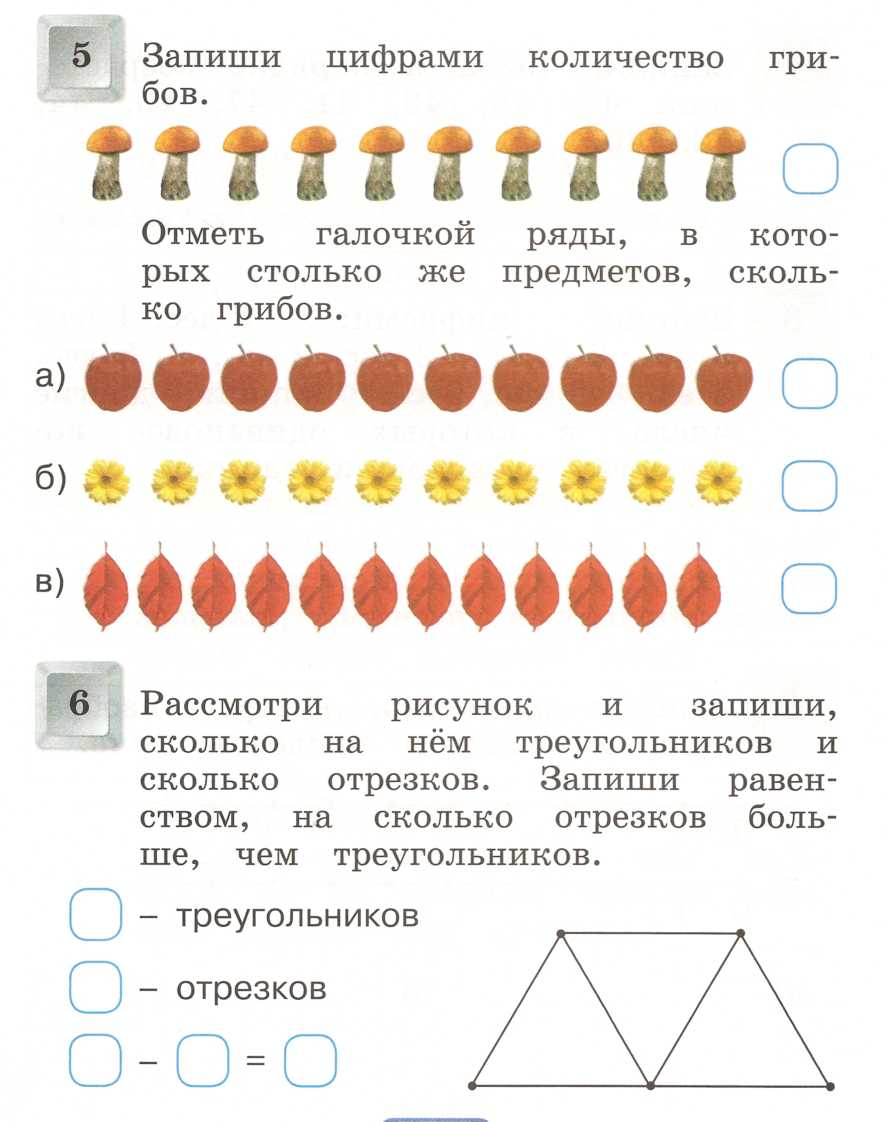 5 Запиши цифрами количество гри-
бов.
Отметь галочкой ряды, в кото-
рых столько же предметов, сколь-
ко грибов.
а)
б)
в)
6 Рассмотри рисунок и запиши,
сколько на нём треугольников и
сколько отрезков. Запиши равен-
ством, на сколько отрезков боль-
ше, чем треугольников.
– треугольников
– отрезков
– =